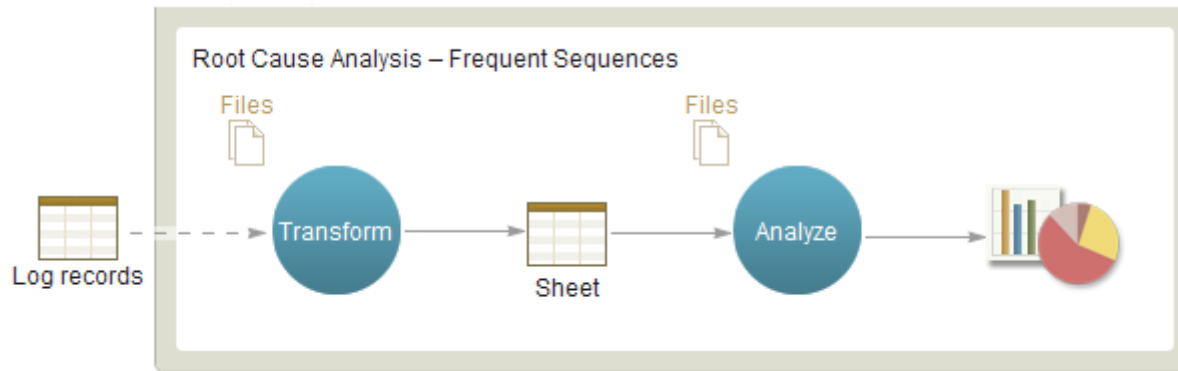 Root Cause Analysis – Frequent Sequences
Files
Files
Transform
Analyze
Log records
Sheet